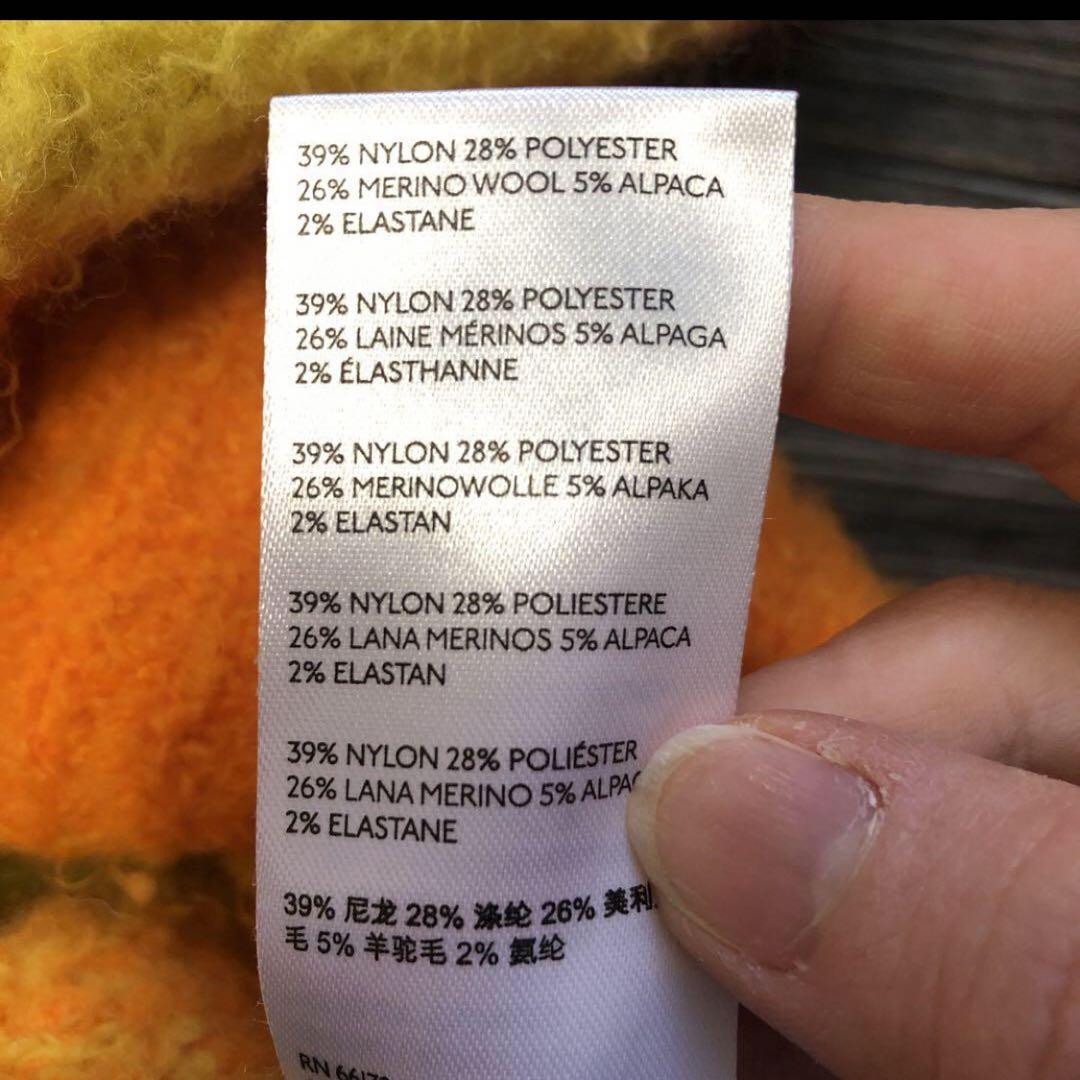 39% NYLON 28% POLYESTER
26% MERINO WOOL 5% ALPACA
2% ELASTANE
39% NYLON 28% POLYESTER
26% LAINE MÉRINOS 5% ALPAGA
2% ÉLASTHANNE
39% NYLON 28% POLYESTER
26% MERINOWOLLE 5% ALPAKA
2% ELASTAN
39% NYLON 28% POLIESTERE
26% LANA MERINOS 5% ALPACA
2% ELASTAN
39% NYLON 28% POLIÉSTER
26% LANA MERINO 5%
2% ELASTANE
39% 尼龙 28% 涤纶 26% 美利
毛 5% 羊驼毛 2% 氨纶
RN